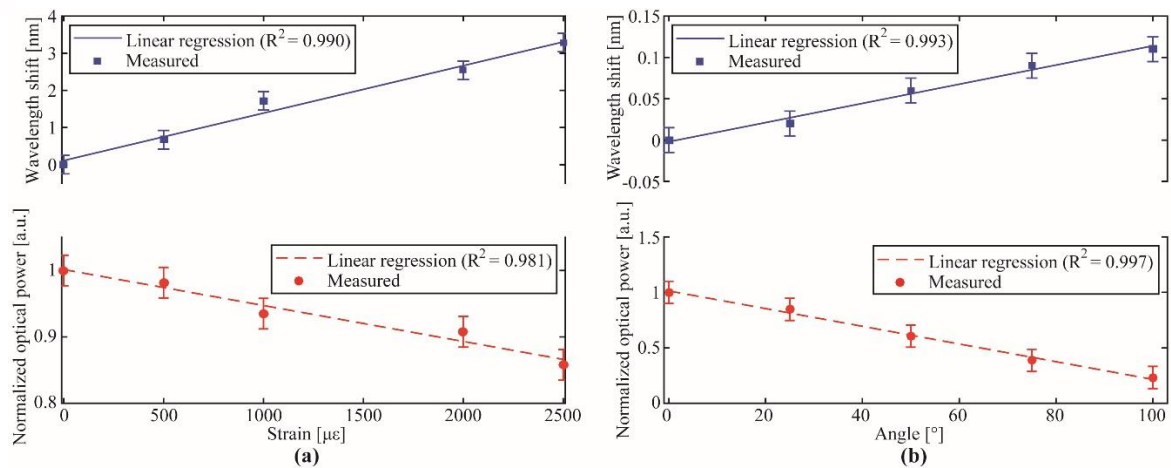 Wavelength shift [nm]
4
3
2
1
0
Linear regression (R² = 0.990)
Measured
Normalized optical power [a.u.]
1
0.9
0.8
Linear regression (R² = 0.981)
Measured
0 500 1000 1500 2000 2500
Strain [με]
(a)
Wavelength shift [nm]
0.15
0.1
0.05
0
-0.05
Linear regression (R² = 0.993)
Measured
Normalized optical power [a.u.]
1.5
1
0.5
0
Linear regression (R² = 0.997)
Measured
0 20 40 60 80 100
Angle [°]
(b)